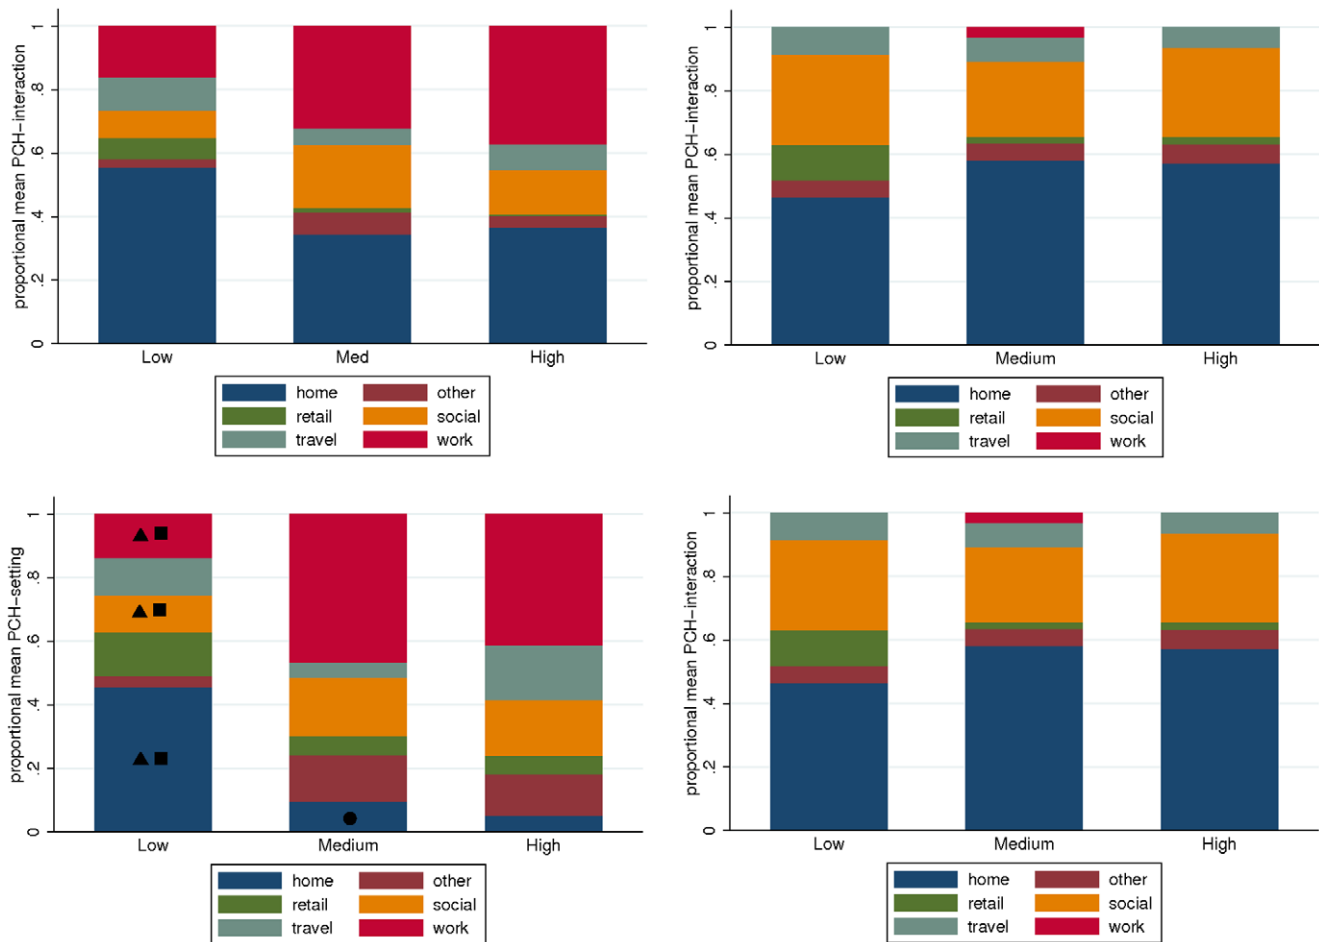 proportional mean PCH-interaction
1
.8
.6
.4
.2
0
Low Med High
home other
retail social
travel work
proportional mean PCH-interaction
1
.8
.6
.4
.2
0
Low Medium High
home other
retail social
travel work
proportional mean PCH-setting
1
.8
.6
.4
.2
0
Low Medium High
home other
retail social
travel work
proportional mean PCH-interaction
1
.8
.6
.4
.2
0
Low Medium High
home other
retail social
travel work